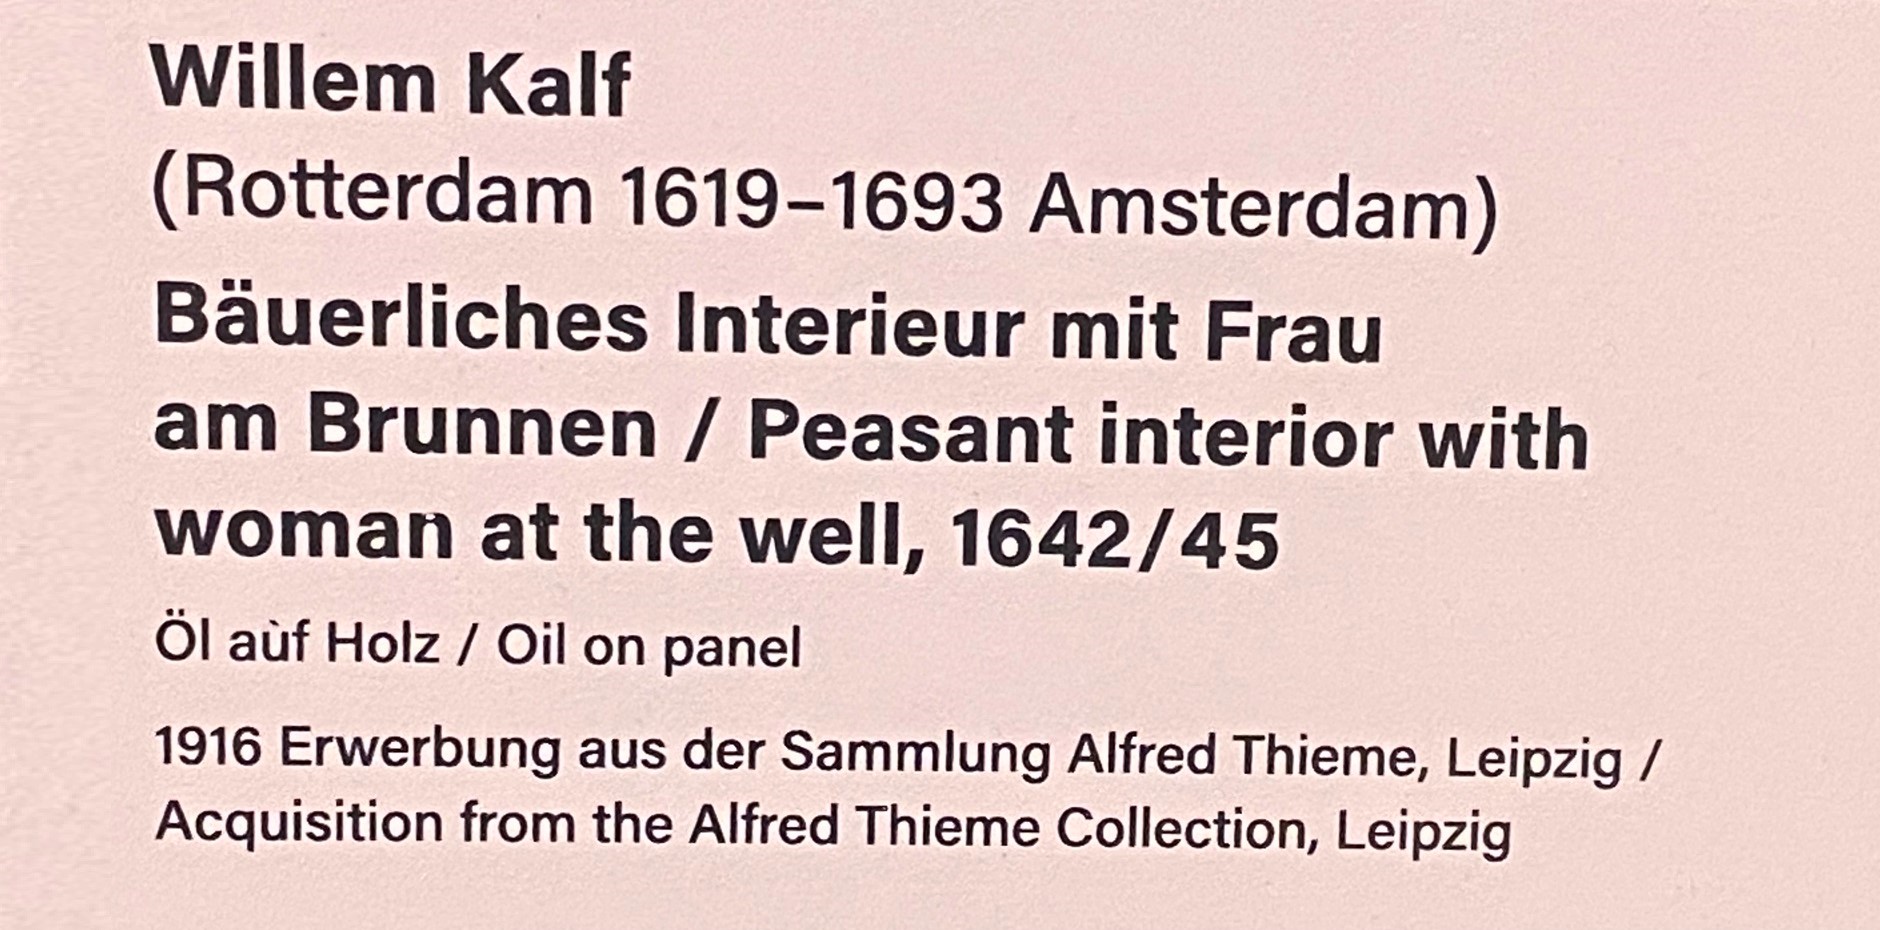 Willem Kalf
(Rotterdam 1619–1693 Amsterdam)
Bäuerliches Interieur mit Frau
am Brunnen / Peasant interior with
woman at the well, 1642/45
Öl aùf Holz / Oil on panel
1916 Erwerbung aus der Sammlung Alfred Thieme, Leipzig /
Acquisition from the Alfred Thieme Collection, Leipzig